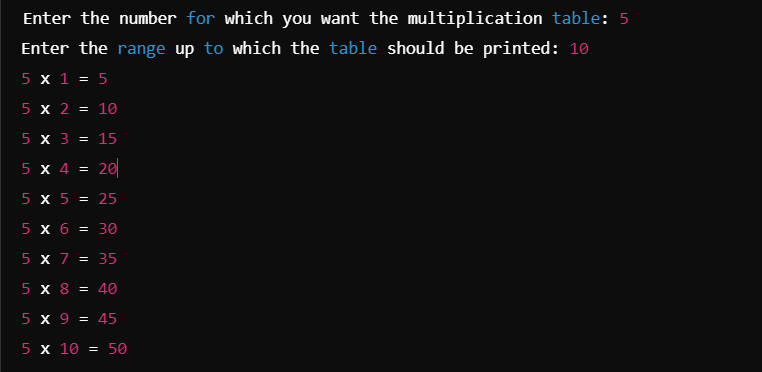 Enter the number for which you want the multiplication table: 5
Enter the range up to which the table should be printed: 10
5 x 1 = 5
5 x 2 = 10
5 x 3 = 15
5 x 4 = 20
5 x 5 = 25
5 x 6 = 30
5 x 7 = 35
5 x 8 = 40
5 x 9 = 45
5 x 10 = 50